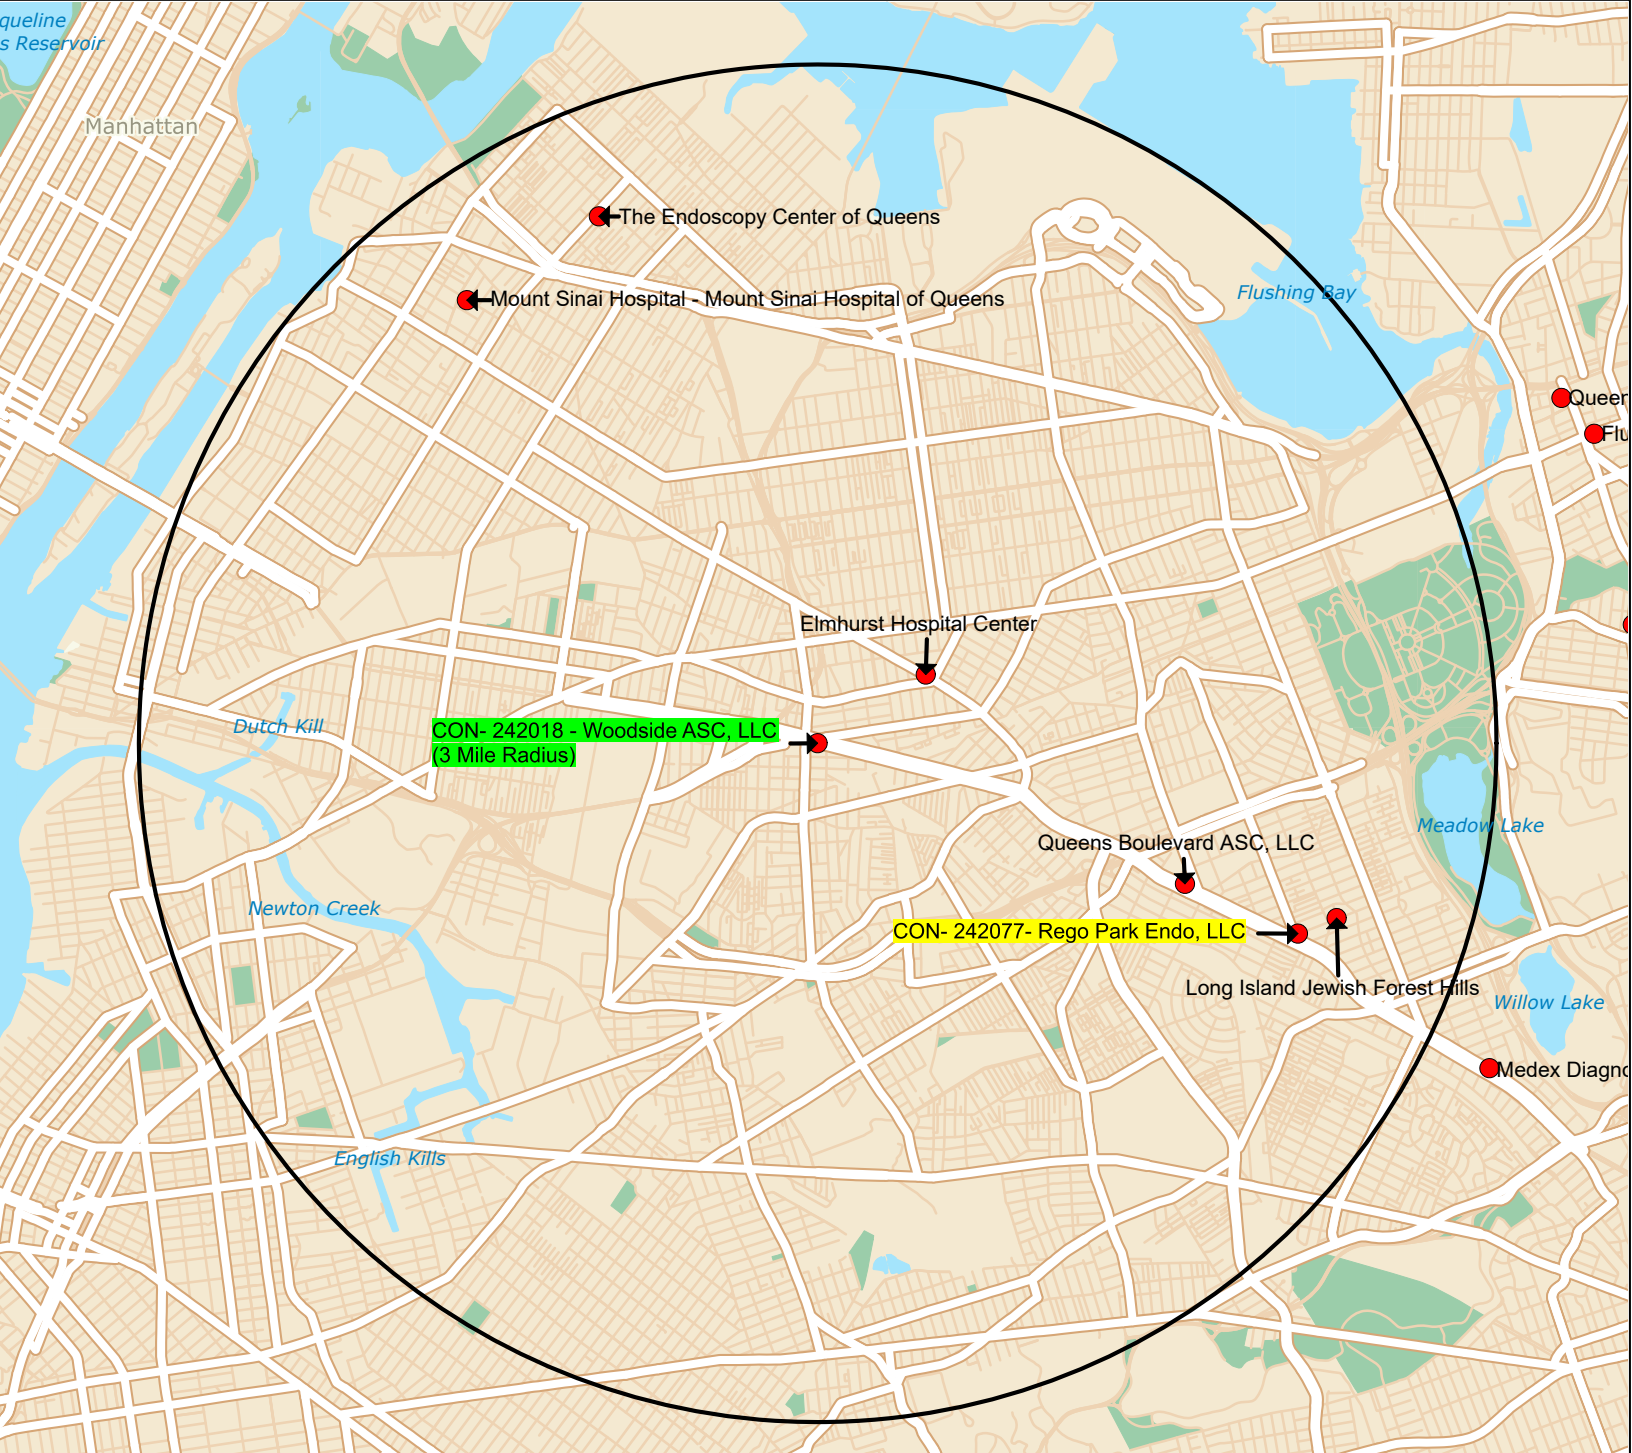 queline
s Reservoir
Manhattan
The Endoscopy Center of Queens
Flushing Bay
Mount Sinai Hospital - Mount Sinai Hospital of Queens
Queen
Flu
Elmhurst Hospital Center
Dutch Kill
CON- 242018 - Woodside ASC, LLC
(3 Mile Radius)
Meadow Lake
Queens Boulevard ASC, LLC
Newton Creek
CON- 242077- Rego Park Endo, LLC
Long Island Jewish Forest Hills
Willow Lake
Medex Diagno
English Kills